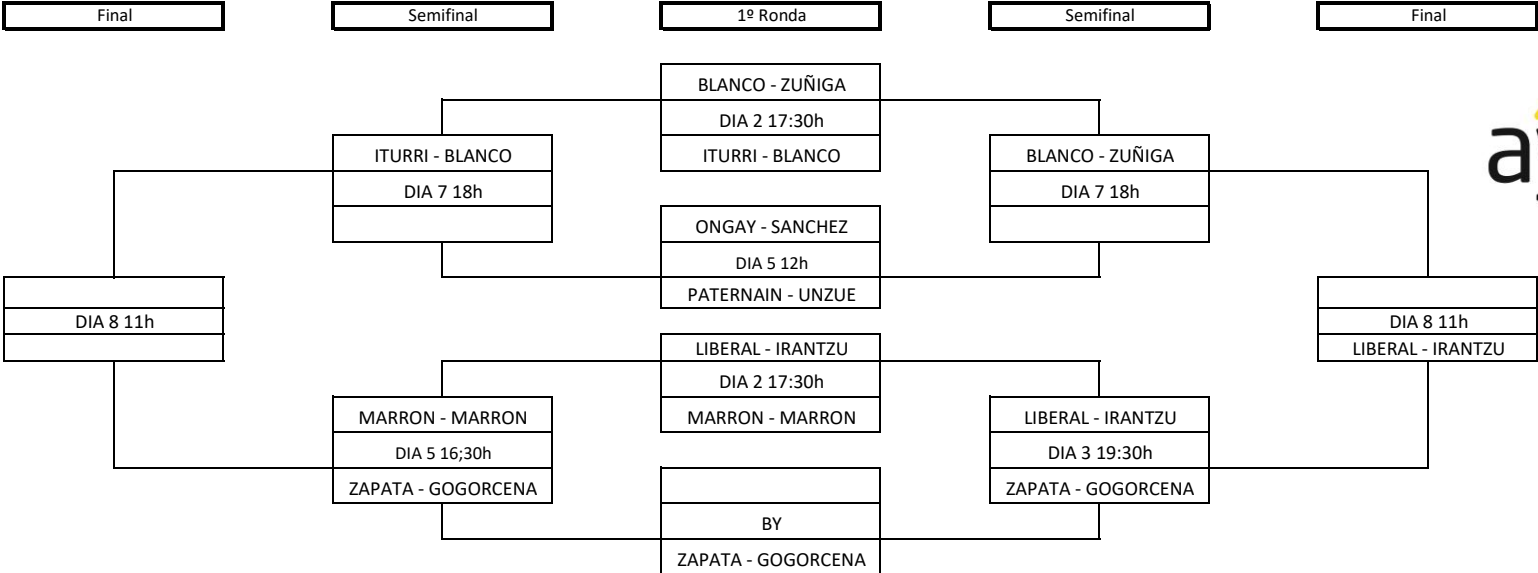 Final
Semifinal
1º Ronda
Semifinal
Final
BLANCO - ZUÑIGA
DIA 2 17:30h
ITURRI - BLANCO
ITURRI - BLANCO
DIA 7 18h
BLANCO - ZUÑIGA
DIA 7 18h
ONGAY - SANCHEZ
DIA 5 12h
PATERNAIN - UNZUE
DIA 8 11h
DIA 8 11h
LIBERAL - IRANTZU
LIBERAL - IRANTZU
DIA 2 17:30h
MARRON - MARRON
MARRON - MARRON
DIA 5 16;30h
ZAPATA - GOGORCENA
LIBERAL - IRANTZU
DIA 3 19:30h
ZAPATA - GOGORCENA
BY
ZAPATA - GOGORCENA